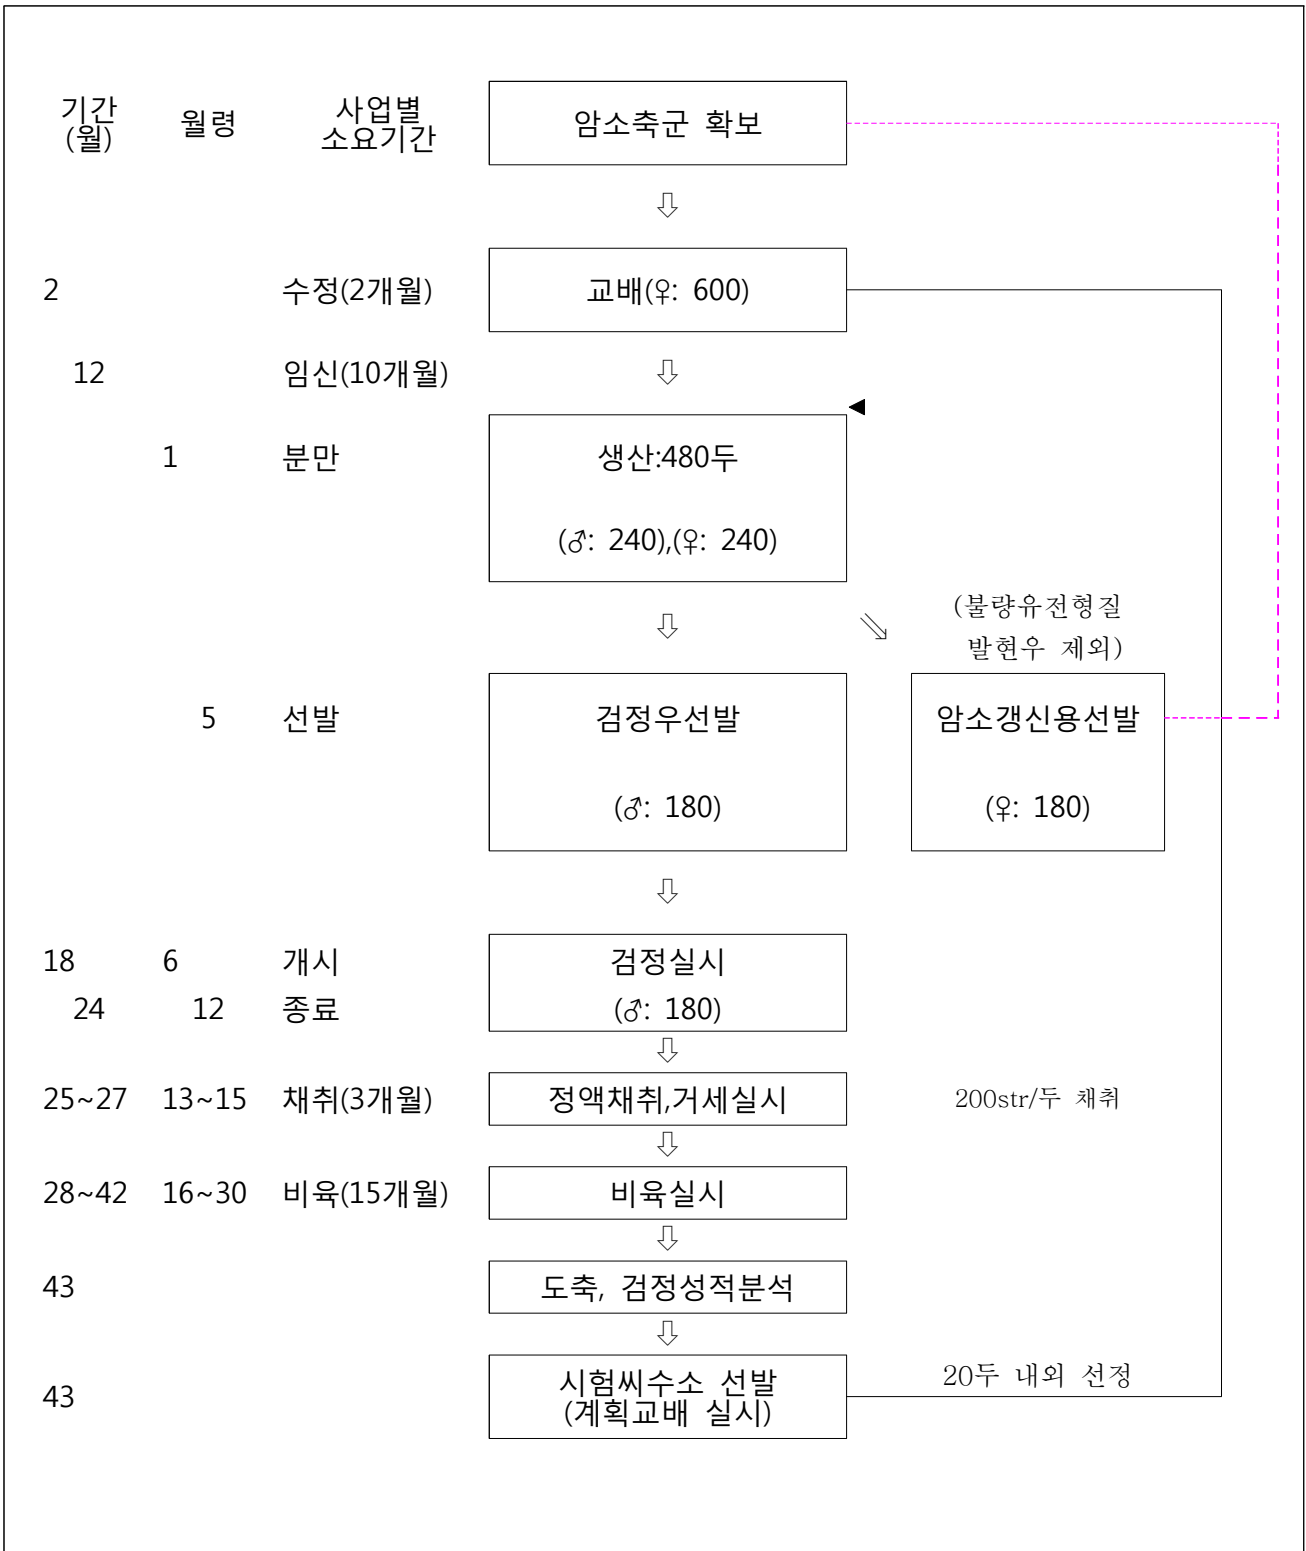 기간
(월)
월령
사업별
소요기간
암소축군 확보
2
수정(2개월)
교배(♀: 600)
12
임신(10개월)
1
분만
생산:480두
(♂: 240),(♀: 240)
(불량유전형질
발현우 제외)
5
선발
검정우선발
(♂: 180)
암소갱신용선발
(♀: 180)
18
6
개시
검정실시
24
12
종료
(♂: 180)
25~27
13~15
채취(3개월)
정액채취,거세실시
200str/두 채취
28~42
16~30
비육(15개월)
비육실시
43
도축, 검정성적분석
43
시험씨수소 선발
(계획교배 실시)
20두 내외 선정